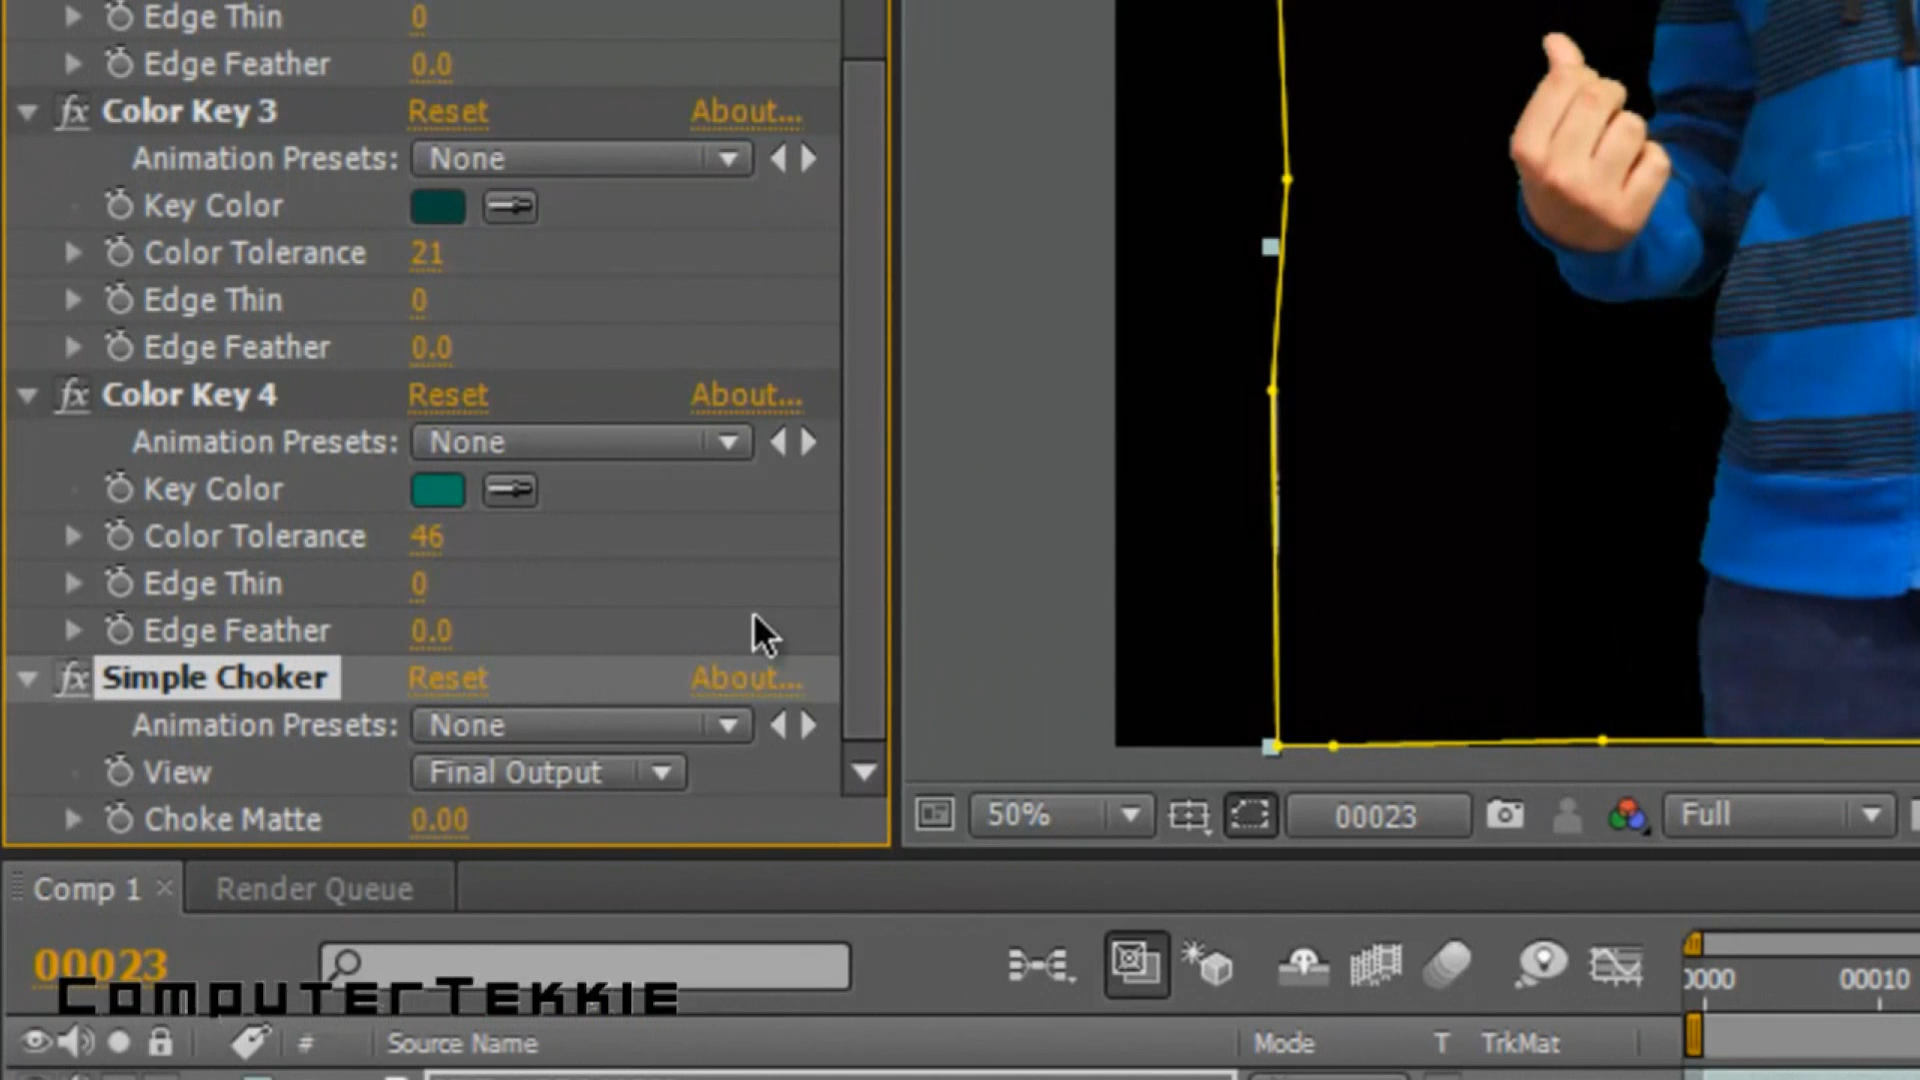 Edge Thin 0
Edge Feather 0.0
fx Color Key 3 Reset About...
Animation Presets: None
Key Color
Color Tolerance 21
Edge Thin 0
Edge Feather 0.0
fx Color Key 4 Reset About...
Animation Presets: None
Key Color
Color Tolerance 46
Edge Thin 0
Edge Feather 0.0
fx Simple Choker Reset About...
Animation Presets: None
View Final Output
Choke Matte 0.00
50% 00023 Full
Comp 1 × Render Queue
00023
0000 00010
ComputerTekkie
# Source Name Mode T TrkMat